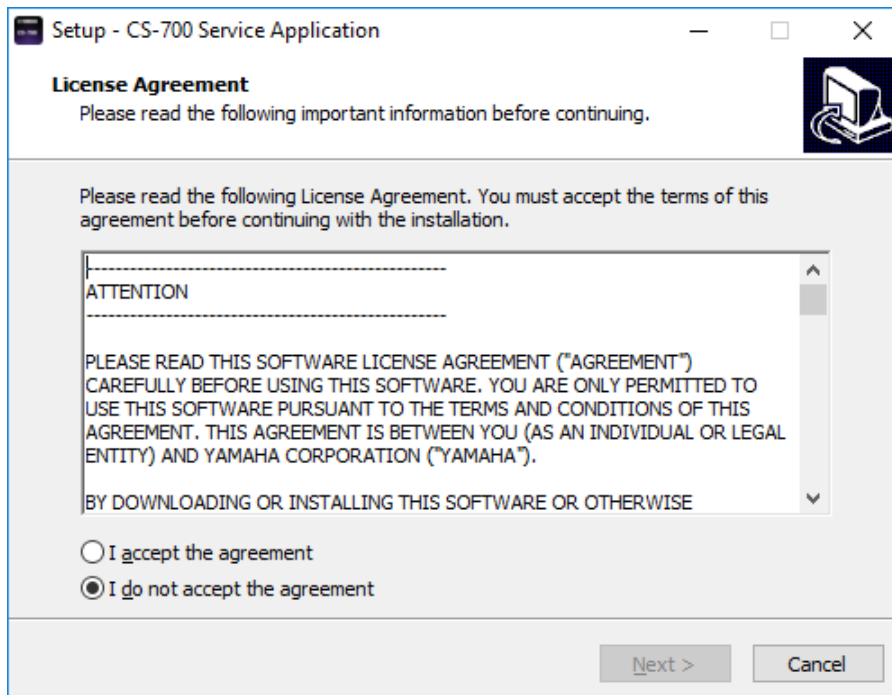 Setup - CS-700 Service Application
License Agreement
Please read the following important information before continuing.
Please read the following License Agreement. You must accept the terms of this
agreement before continuing with the installation.
--------------------------------------------------
ATTENTION
--------------------------------------------------
PLEASE READ THIS SOFTWARE LICENSE AGREEMENT ("AGREEMENT")
CAREFULLY BEFORE USING THIS SOFTWARE. YOU ARE ONLY PERMITTED TO
USE THIS SOFTWARE PURSUANT TO THE TERMS AND CONDITIONS OF THIS
AGREEMENT. THIS AGREEMENT IS BETWEEN YOU (AS AN INDIVIDUAL OR LEGAL
ENTITY) AND YAMAHA CORPORATION ("YAMAHA").
BY DOWNLOADING OR INSTALLING THIS SOFTWARE OR OTHERWISE
I accept the agreement
I do not accept the agreement
Next >
Cancel